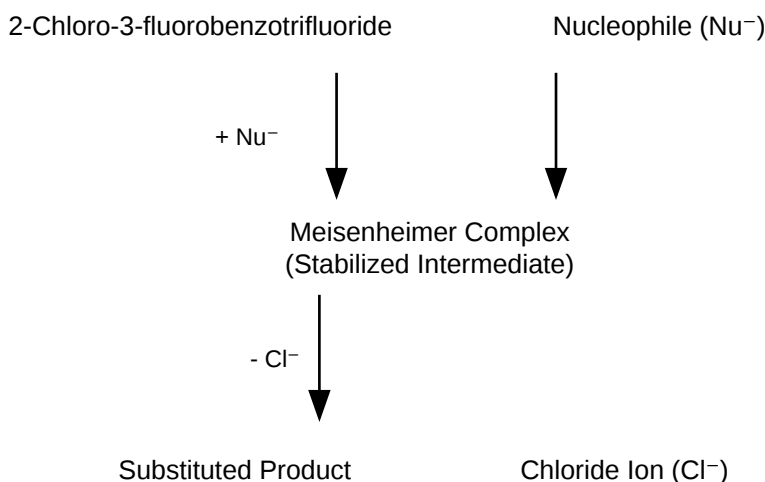 2-Chloro-3-fluorobenzotrifluoride
Nucleophile (Nu⁻)
+ Nu⁻
Meisenheimer Complex
(Stabilized Intermediate)
- Cl⁻
Substituted Product
Chloride Ion (Cl⁻)